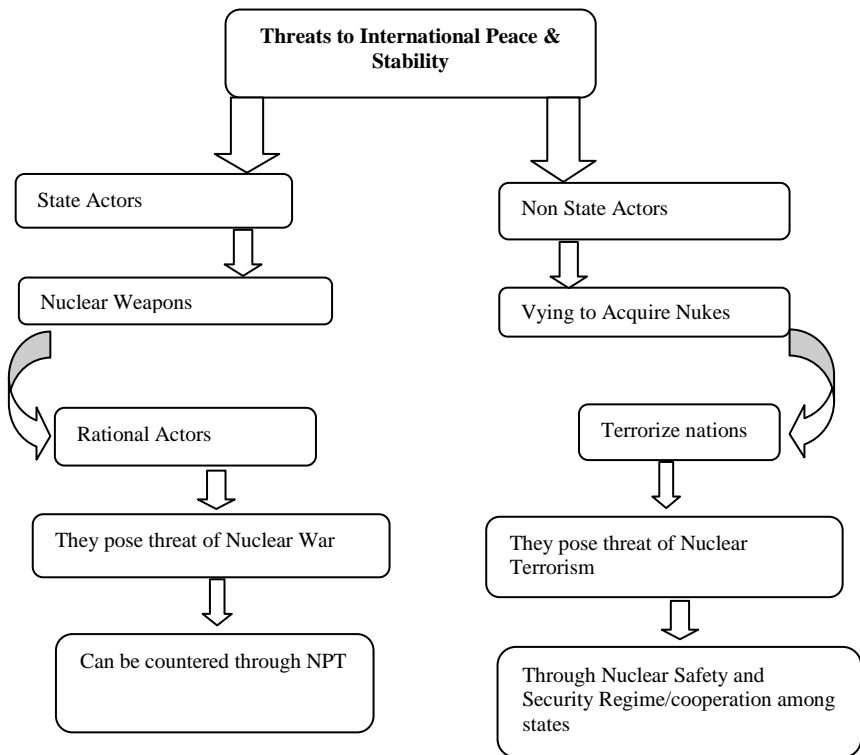 Threats to International Peace &
Stability
State Actors
Non State Actors
Nuclear Weapons
Vying to Acquire Nukes
Rational Actors
Terrorize nations
They pose threat of Nuclear War
They pose threat of Nuclear
Terrorism
Can be countered through NPT
Through Nuclear Safety and
Security Regime/cooperation among
states